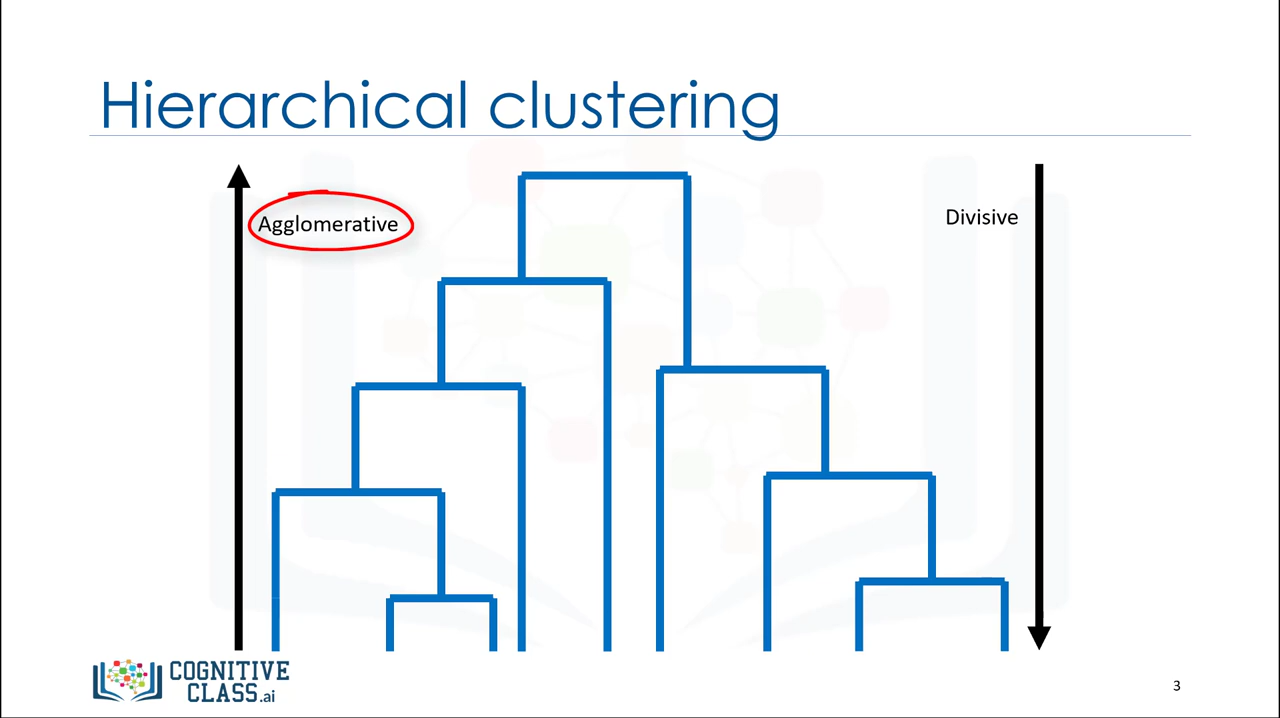 Hierarchical clustering
Agglomerative
Divisive
COGNITIVE
CLASS.ai
3